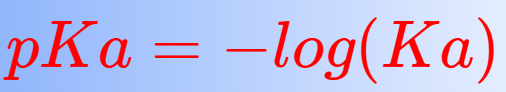 pKa = −log(Ka)